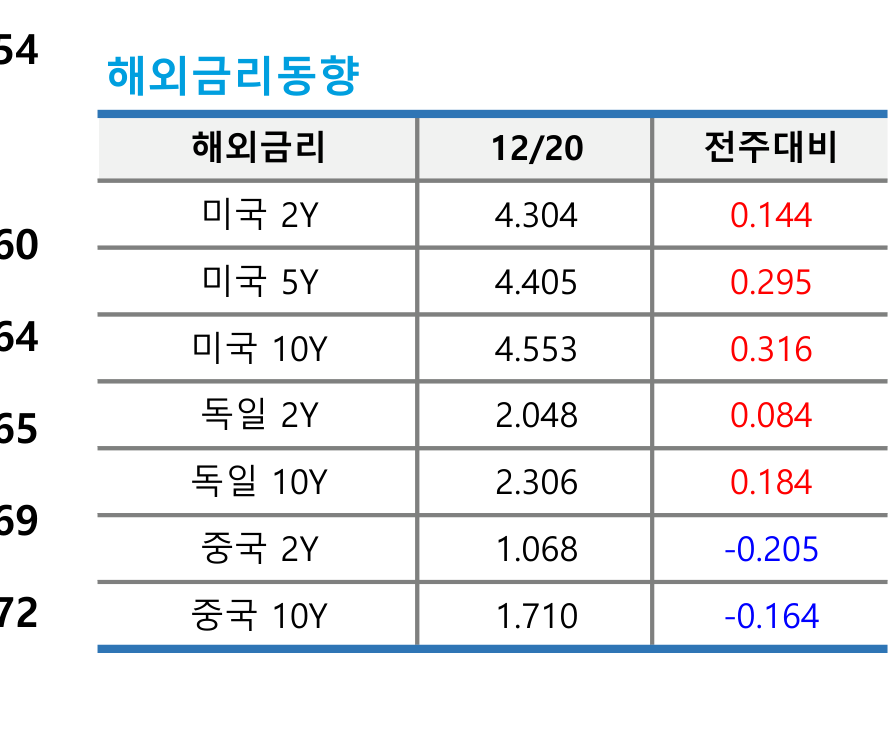 54
60
64
65
69
72
해외금리동향
해외금리 12/20 전주대비
미국 2Y 4.304 0.144
미국 5Y 4.405 0.295
미국 10Y 4.553 0.316
독일 2Y 2.048 0.084
독일 10Y 2.306 0.184
중국 2Y 1.068 -0.205
중국 10Y 1.710 -0.164